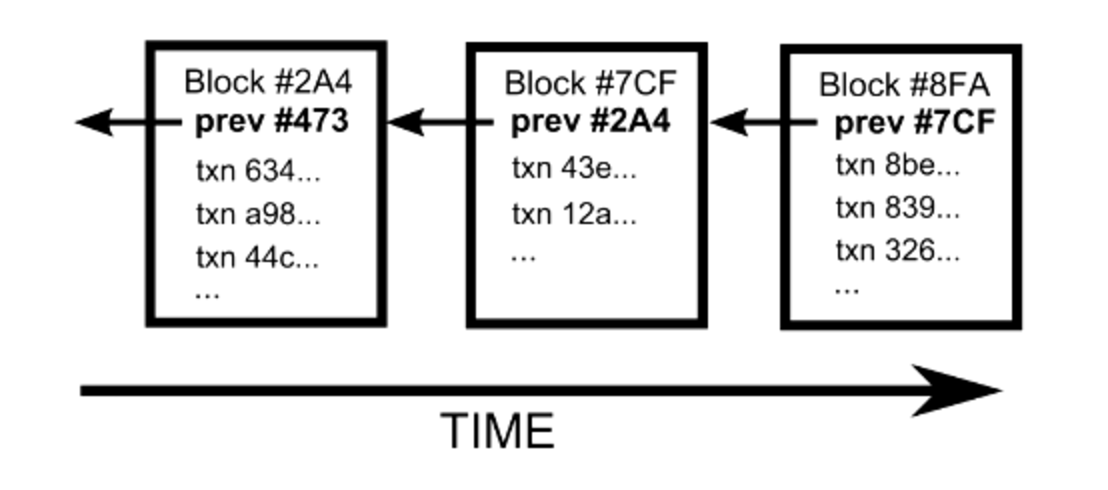 Block #2A4
prev #473
txn 634...
txn a98...
txn 44c...
...
Block #7CF
prev #2A4
txn 43e...
txn 12a...
...
Block #8FA
prev #7CF
txn 8be...
txn 839...
txn 326...
...
TIME